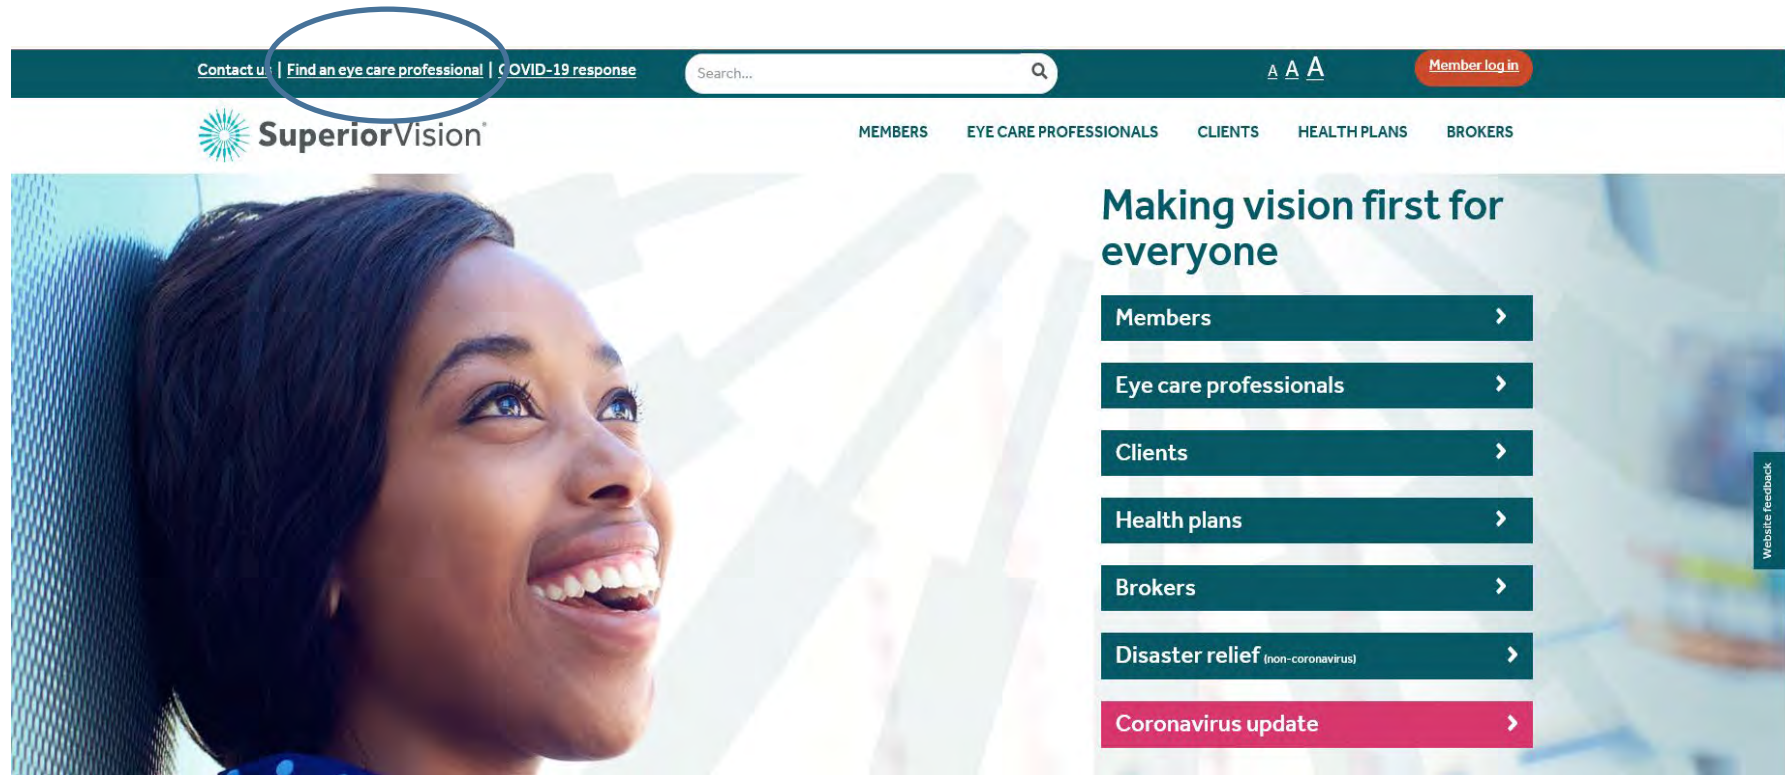 Contact us | Find an eye care professional | COVID-19 response
Search...
A A A
Member log in
SuperiorVision
MEMBERS EYE CARE PROFESSIONALS CLIENTS HEALTH PLANS BROKERS
Making vision first for
everyone
Members
Eye care professionals
Clients
Health plans
Brokers
Disaster relief (non-coronavirus)
Coronavirus update
Website feedback